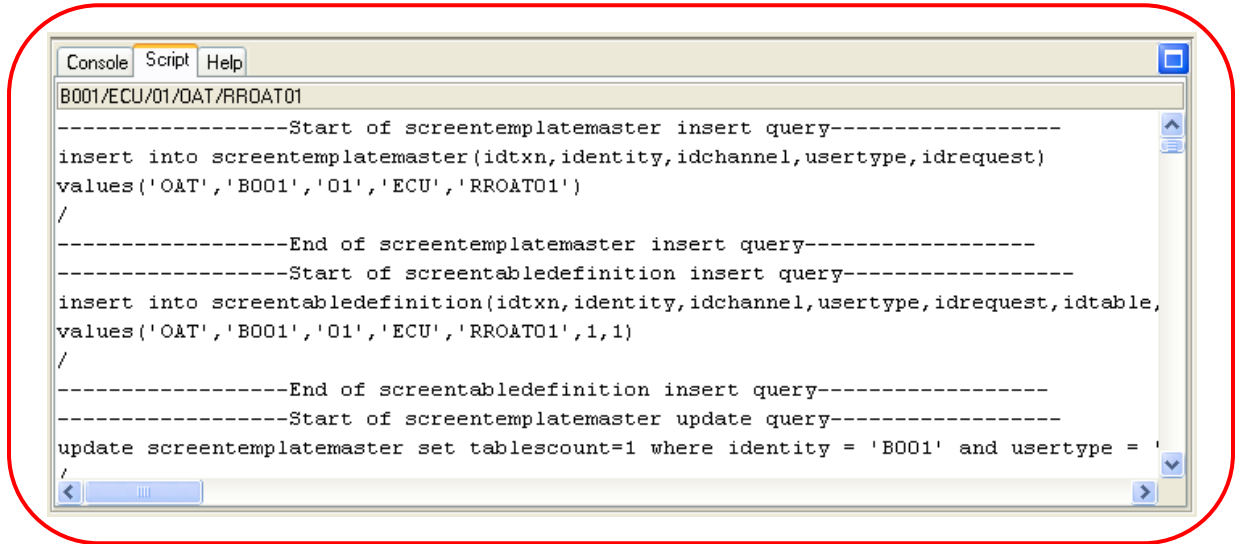 Console Script Help
B001/ECU/01/OAT/RROAT01
------------------Start of screentemplatemaster insert query------------------
insert into screentemplatemaster(idtxn,identity,idchannel,usertype,idrequest)
values('OAT','B001','01','ECU','RROAT01')
/
------------------End of screentemplatemaster insert query------------------
------------------Start of screentabledefinition insert query------------------
insert into screentabledefinition(idtxn,identity,idchannel,usertype,idrequest,idtable,
values('OAT','B001','01','ECU','RROAT01',1,1)
/
------------------End of screentabledefinition insert query------------------
------------------Start of screentemplatemaster update query------------------
update screentemplatemaster set tablescount=1 where identity = 'B001' and usertype = '
/